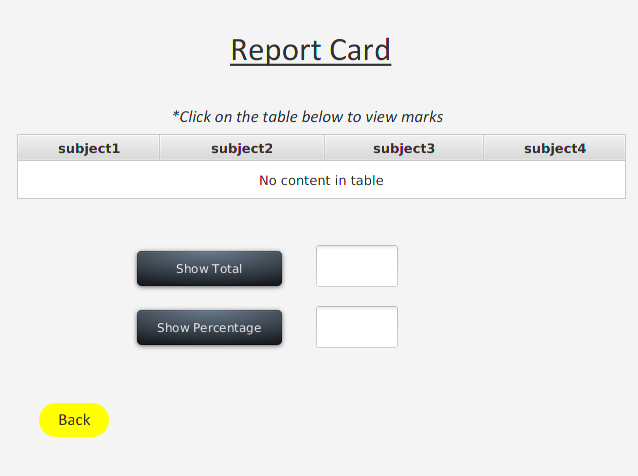 Report Card
*Click on the table below to view marks
subject1 subject2 subject3 subject4
No content in table
Show Total
Show Percentage
Back